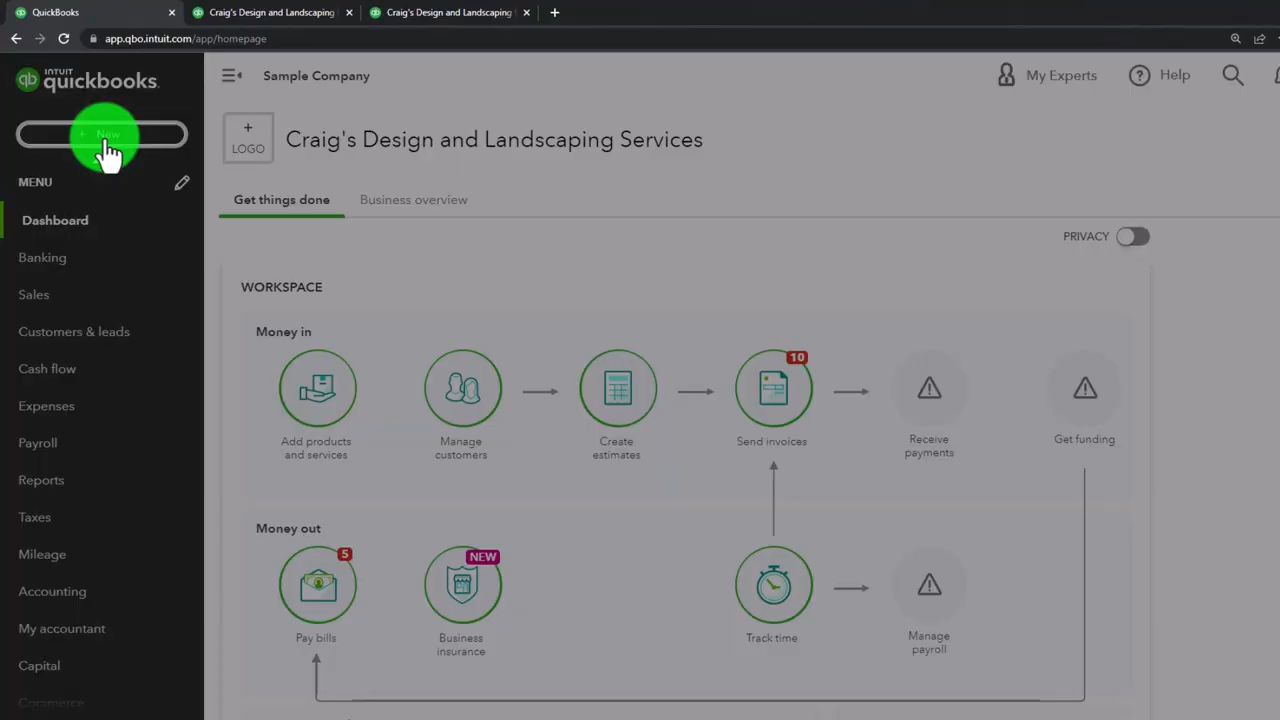 QuickBooks
Craig's Design and Landscaping
Craig's Design and Landscaping
app.qbo.intuit.com/app/homepage
INTUIT
quickbooks.
Sample Company
My Experts
Help
+
LOGO
Craig's Design and Landscaping Services
+ New
MENU
Get things done
Business overview
Dashboard
PRIVACY
Banking
Sales
Customers & leads
Cash flow
Expenses
Payroll
Reports
Taxes
Mileage
Accounting
My accountant
Capital
Commerce
WORKSPACE
Money in
10
Add products
and services
Manage
customers
Create
estimates
Send invoices
Receive
payments
Get funding
Money out
5
NEW
Pay bills
Business
insurance
Track time
Manage
payroll